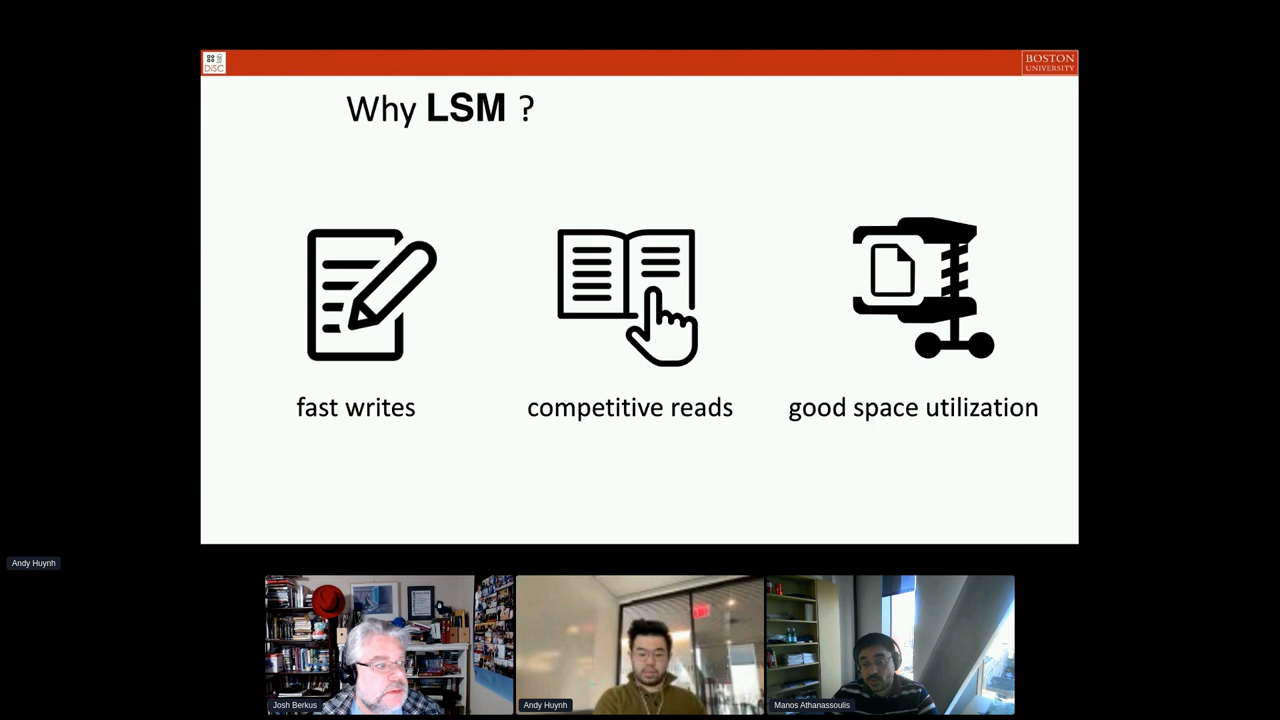 DiSC
BOSTON
UNIVERSITY
Why LSM ?
fast writes
competitive reads
good space utilization
Andy Huynh
Josh Berkus
Andy Huynh
Manos Athanassoulis